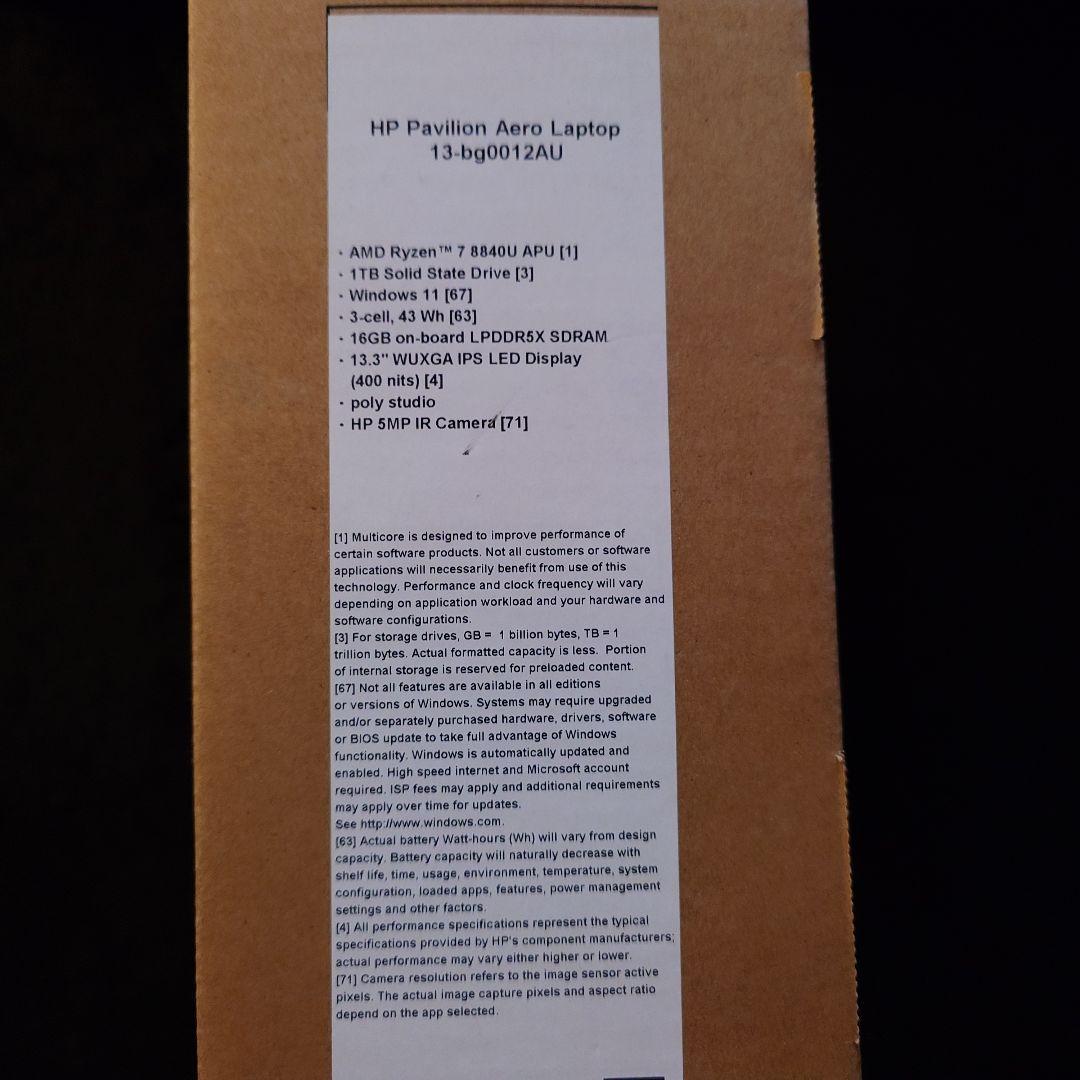 HP Pavilion Aero Laptop
13-bg0012AU
· AMD Ryzen™ 7 8840U APU [1]
· 1TB Solid State Drive [3]
· Windows 11 [67]
· 3-cell, 43 Wh [63]
· 16GB on-board LPDDR5X SDRAM
· 13.3" WUXGA IPS LED Display
(400 nits) [4]
· poly studio
· HP 5MP IR Camera [71]
[1] Multicore is designed to improve performance of
certain software products. Not all customers or software
applications will necessarily benefit from use of this
technology. Performance and clock frequency will vary
depending on application workload and your hardware and
software configurations.
[3] For storage drives, GB = 1 billion bytes, TB = 1
trillion bytes. Actual formatted capacity is less. Portion
of internal storage is reserved for preloaded content.
[67] Not all features are available in all editions
or versions of Windows. Systems may require upgraded
and/or separately purchased hardware, drivers, software
or BIOS update to take full advantage of Windows
functionality. Windows is automatically updated and
enabled. High speed internet and Microsoft account
required. ISP fees may apply and additional requirements
may apply over time for updates.
See http://www.windows.com.
[63] Actual battery Watt-hours (Wh) will vary from design
capacity. Battery capacity will naturally decrease with
shelf life, time, usage, environment, temperature, system
configuration, loaded apps, features, power management
settings and other factors.
[4] All performance specifications represent the typical
specifications provided by HP's component manufacturers;
actual performance may vary either higher or lower.
[71] Camera resolution refers to the image sensor active
pixels. The actual image capture pixels and aspect ratio
depend on the app selected.